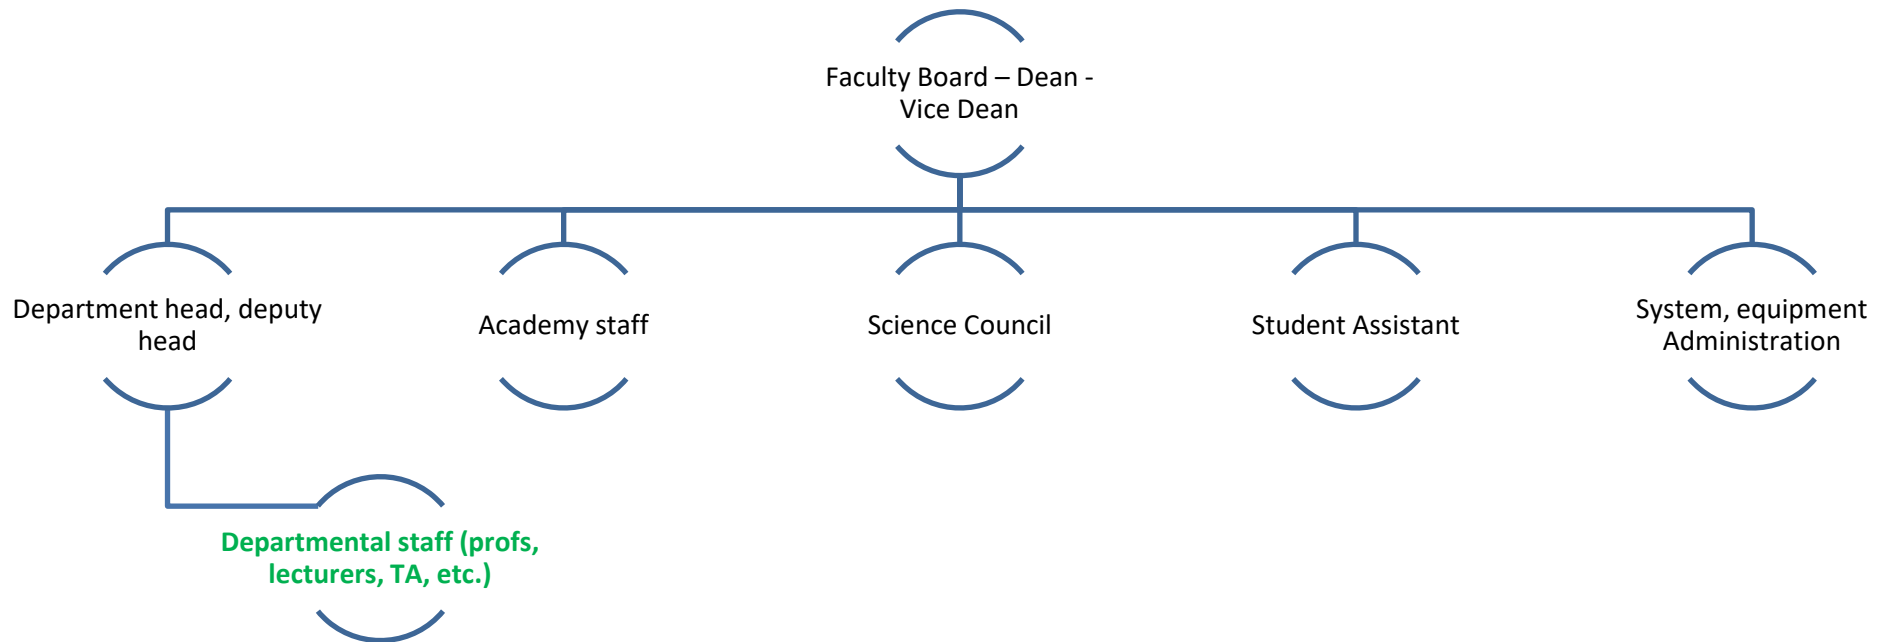 Faculty Board – Dean -
Vice Dean
Department head, deputy
head
Academy staff
Science Council
Student Assistant
System, equipment
Administration
Departmental staff (profs,
lecturers, TA, etc.)